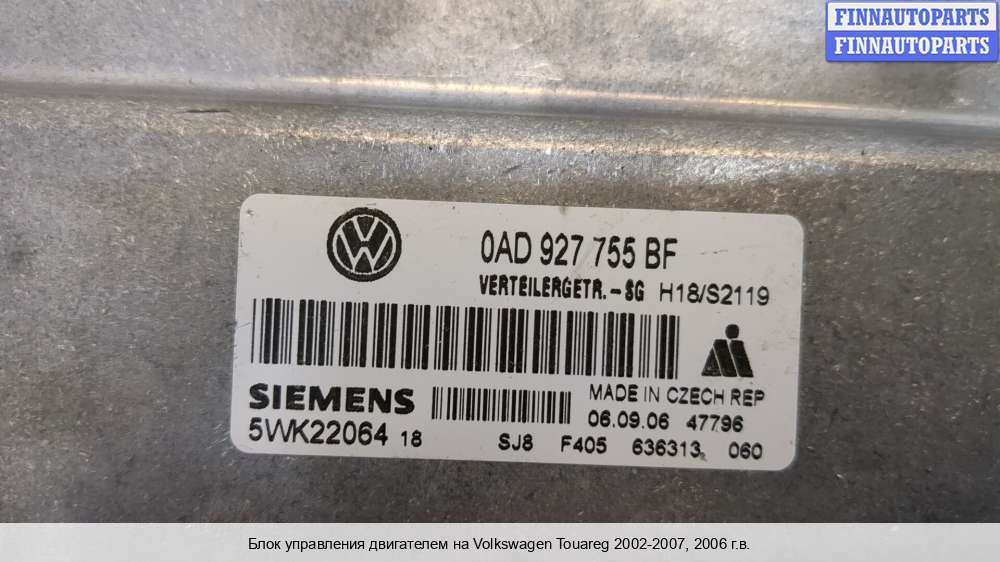 FINNAUTOPARTS
FINNAUTOPARTS
0AD 927 755 BF
VERTEILERGETR.-SG H18/S2119
SIEMENS
MADE IN CZECH REP
06.09.06 47796
5WK22064 18 SJ8 F405 636313 060
Блок управления двигателем на Volkswagen Touareg 2002-2007, 2006 г.в.